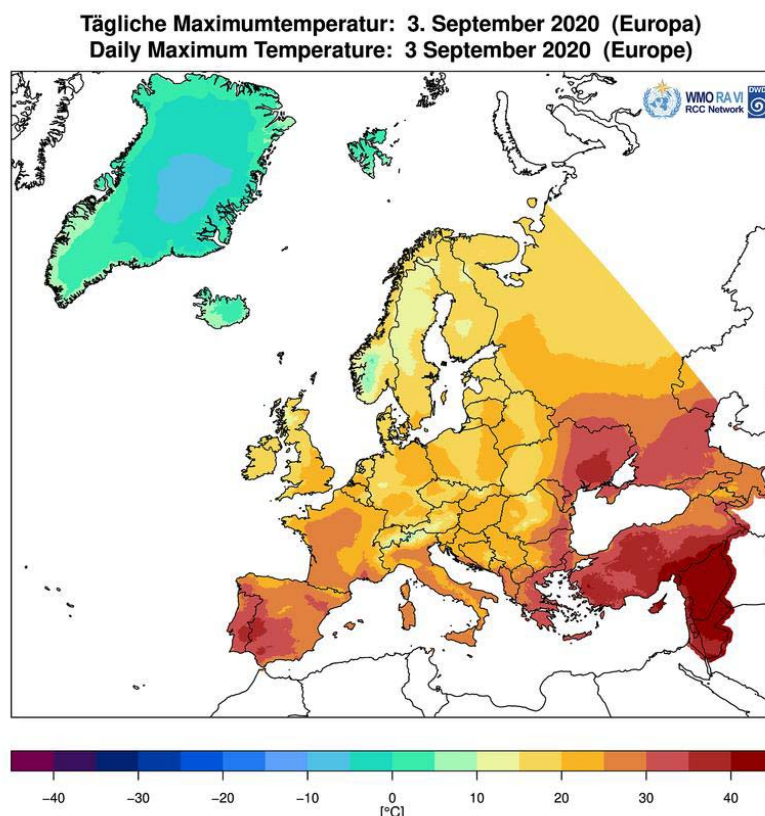 Tägliche Maximumtemperatur: 3. September 2020 (Europa)
Daily Maximum Temperature: 3 September 2020 (Europe)
WMO RA VI
RCC Network
DWD
−40 −30 −20 −10 0 10 20 30 40
[°C]